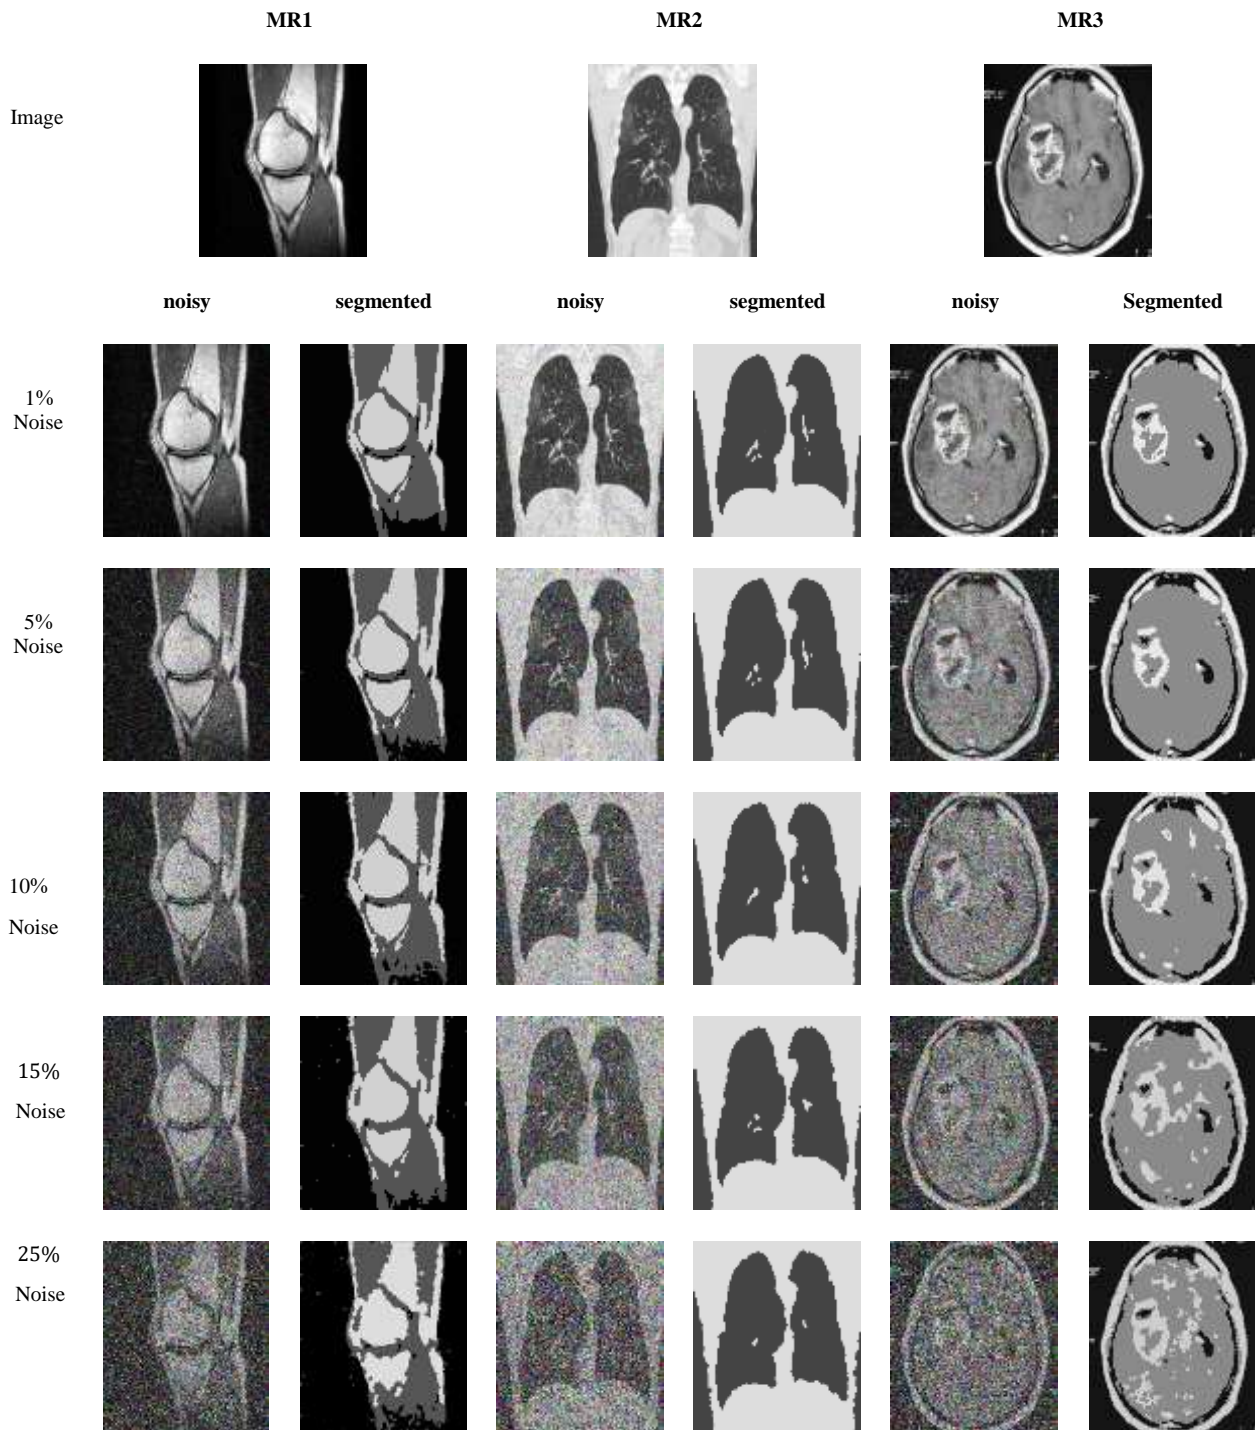 MR1 MR2 MR3
Image
noisy segmented noisy segmented noisy Segmented
1%
Noise
5%
Noise
10%
Noise
15%
Noise
25%
Noise